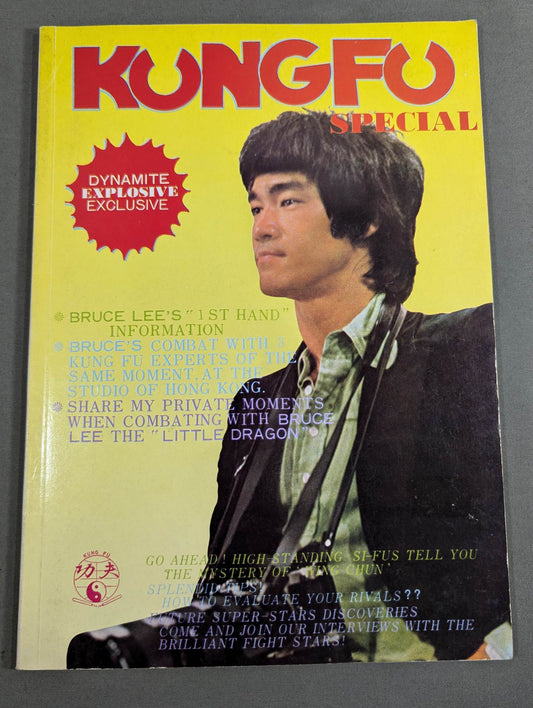 KUNGFU
SPECIAL
DYNAMITE
EXPLOSIVE
EXCLUSIVE
BRUCE LEE'S "1ST HAND"
INFORMATION
BRUCE'S COMBAT WITH 3
KUNG FU EXPERTS OF THE
SAME MOMENT, AT THE
STUDIO OF HONG KONG.
SHARE MY PRIVATE MOMENTS
WHEN COMBATING WITH BRUCE
LEE THE "LITTLE DRAGON"
KUNG FU
功夫
GO AHEAD! HIGH-STANDING SI-FUS TELL YOU
THE MYSTERY OF 'WING CHUN'
SPLENDID
HOW TO EVALUATE YOUR RIVALS??
FUTURE SUPER-STARS DISCOVERIES
COME AND JOIN OUR INTERVIEWS WITH THE
BRILLIANT FIGHT STARS!